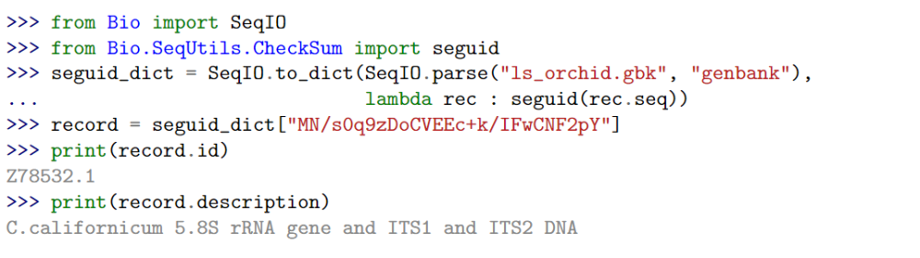 >>> from Bio import SeqIO
>>> from Bio.SeqUtils.CheckSum import seguid
>>> seguid_dict = SeqIO.to_dict(SeqIO.parse("ls_orchid.gbk", "genbank"),
...                             lambda rec : seguid(rec.seq))
>>> record = seguid_dict["MN/s0q9zDoCVEEc+k/IFwCNF2pY"]
>>> print(record.id)
Z78532.1
>>> print(record.description)
C.californicum 5.8S rRNA gene and ITS1 and ITS2 DNA